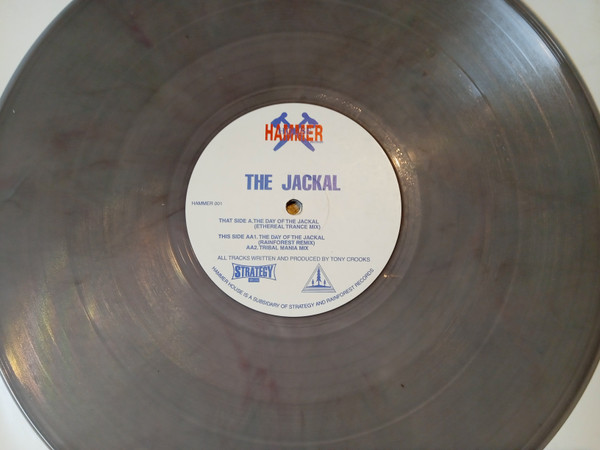 HAMMER
THE JACKAL
HAMMER 001
THAT SIDE A.THE DAY OF THE JACKAL
(ETHEREAL TRANCE MIX)
THIS SIDE AA1. THE DAY OF THE JACKAL
(RAINFOREST REMIX)
AA2. TRIBAL MANIA MIX
ALL TRACKS WRITTEN AND PRODUCED BY TONY CROOKS
STRATEGY
HAMMER HOUSE IS A SUBSIDARY OF STRATEGY AND RAINFOREST RECORDS